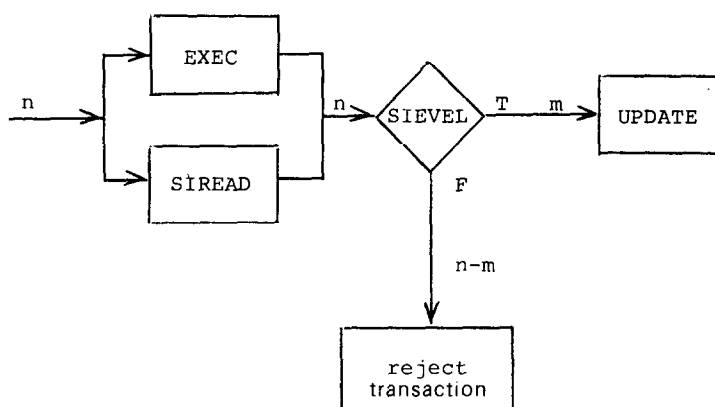 EXEC
n
n
SIEVEL
T
m
UPDATE
SIREAD
F
n-m
reject
transaction